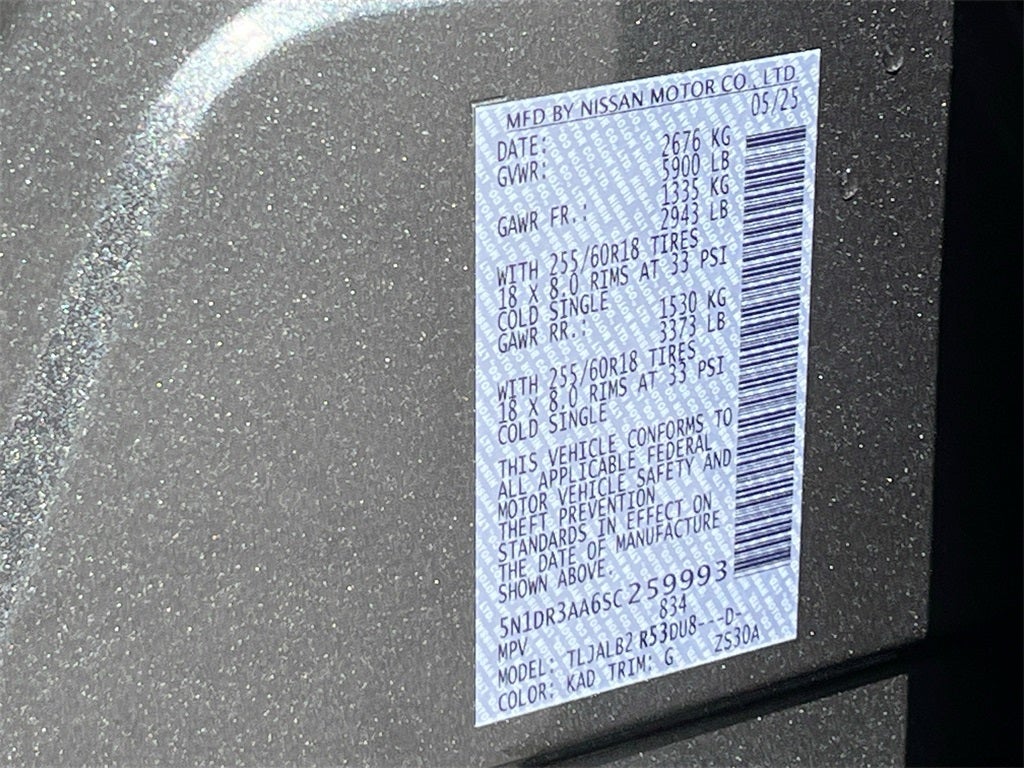 MFD BY NISSAN MOTOR CO., LTD.
DATE: 05/25
GVWR: 2676 KG
5900 LB
GAWR FR.: 1335 KG
2943 LB
WITH 255/60R18 TIRES
18 X 8.0 RIMS AT 33 PSI
COLD SINGLE
GAWR RR.: 1530 KG
3373 LB
WITH 255/60R18 TIRES
18 X 8.0 RIMS AT 33 PSI
COLD SINGLE
THIS VEHICLE CONFORMS TO
ALL APPLICABLE FEDERAL
MOTOR VEHICLE SAFETY AND
THEFT PREVENTION
STANDARDS IN EFFECT ON
THE DATE OF MANUFACTURE
SHOWN ABOVE.
5N1DR3AA6SC259993
MPV 834
MODEL: TLJALB2 R53DU8---D-
COLOR: KAD TRIM: G ZS30A